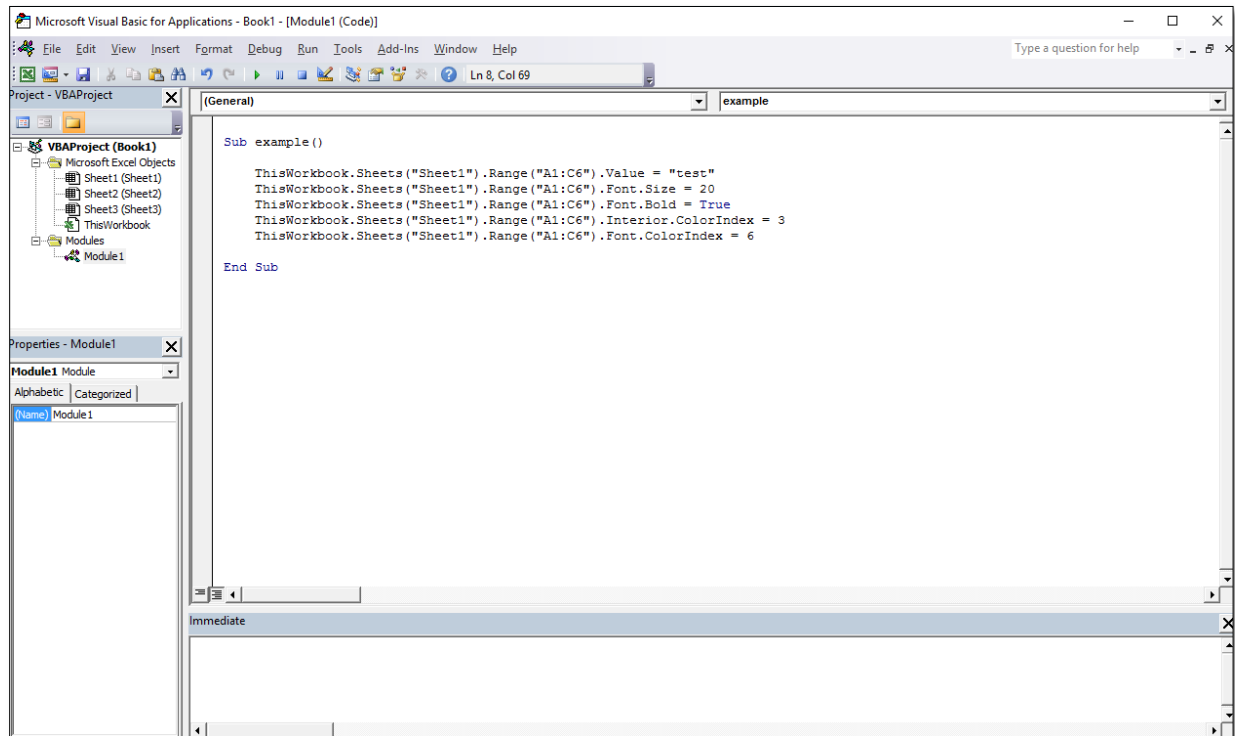 Microsoft Visual Basic for Applications - Book1 - [Module1 (Code)]
File Edit View Insert Format Debug Run Tools Add-Ins Window Help Type a question for help
Ln 8, Col 69
Project - VBAProject
(General) example
VBAProject (Book1)
Microsoft Excel Objects
Sheet1 (Sheet1)
Sheet2 (Sheet2)
Sheet3 (Sheet3)
ThisWorkbook
Modules
Module1
Properties - Module1
Module1 Module
Alphabetic Categorized
(Name) Module1
Sub example()
ThisWorkbook.Sheets("Sheet1").Range("A1:C6").Value = "test"
ThisWorkbook.Sheets("Sheet1").Range("A1:C6").Font.Size = 20
ThisWorkbook.Sheets("Sheet1").Range("A1:C6").Font.Bold = True
ThisWorkbook.Sheets("Sheet1").Range("A1:C6").Interior.ColorIndex = 3
ThisWorkbook.Sheets("Sheet1").Range("A1:C6").Font.ColorIndex = 6
End Sub
Immediate